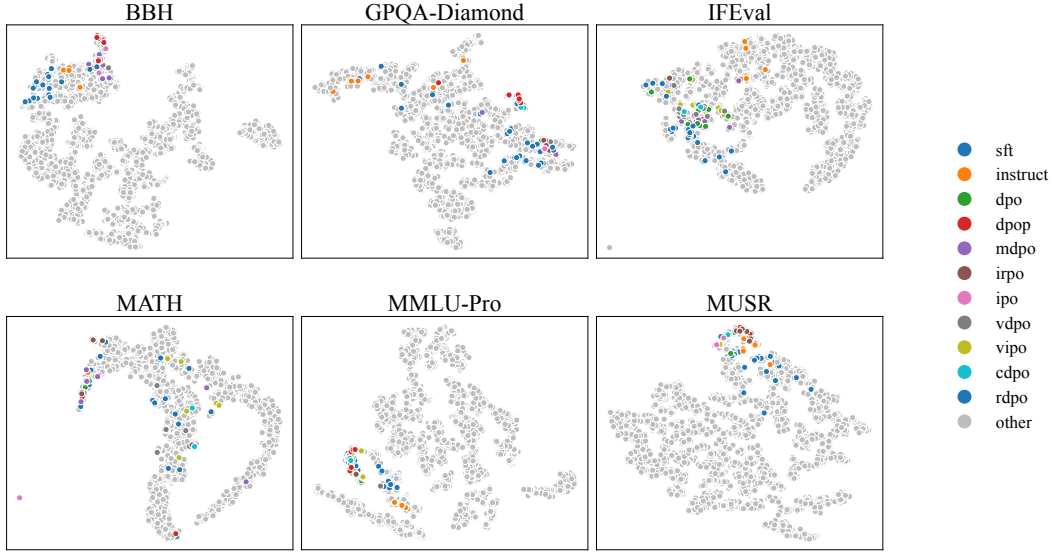 BBH
GPQA-Diamond
IFEval
MATH
MMLU-Pro
MUSR
sft
instruct
dpo
dpop
mdpo
irpo
ipo
vdpo
vipo
cdpo
rdpo
other